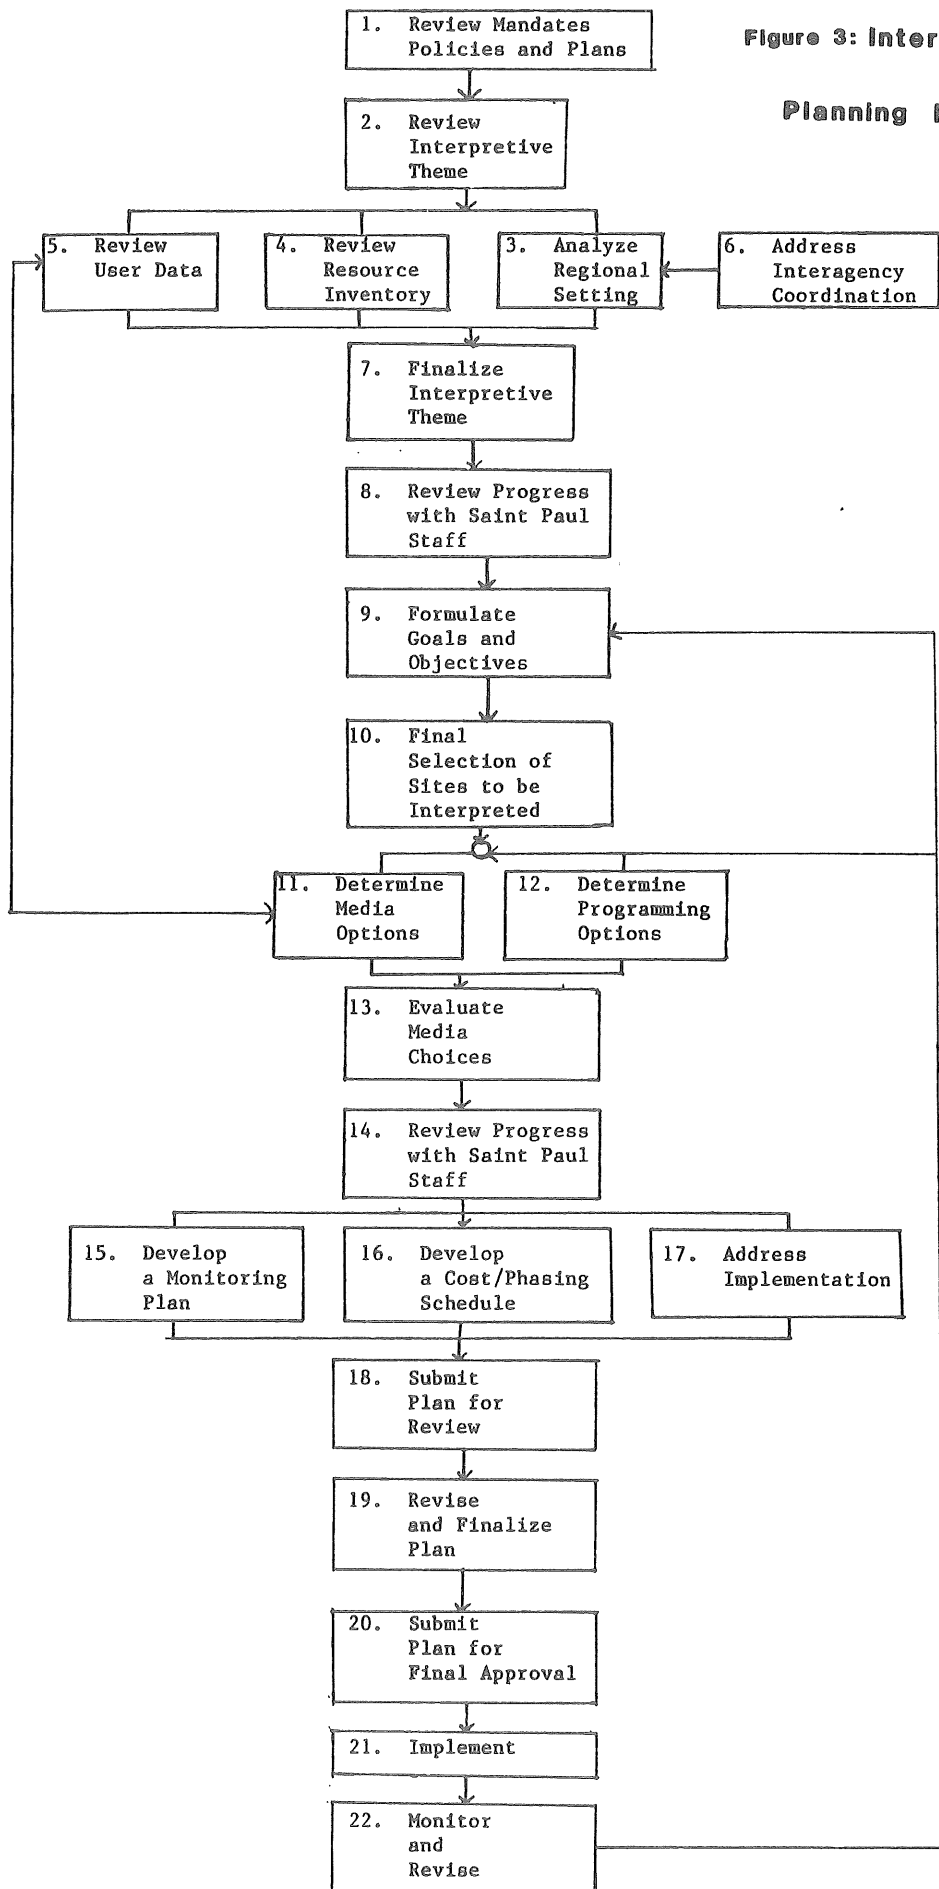 1. Review Mandates
Policies and Plans
Figure 3: Inter
Planning
2. Review
Interpretive
Theme
5. Review
User Data
4. Review
Resource
Inventory
3. Analyze
Regional
Setting
6. Address
Interagency
Coordination
7. Finalize
Interpretive
Theme
8. Review Progress
with Saint Paul
Staff
9. Formulate
Goals and
Objectives
10. Final
Selection of
Sites to be
Interpreted
11. Determine
Media
Options
12. Determine
Programming
Options
13. Evaluate
Media
Choices
14. Review Progress
with Saint Paul
Staff
15. Develop
a Monitoring
Plan
16. Develop
a Cost/Phasing
Schedule
17. Address
Implementation
18. Submit
Plan for
Review
19. Revise
and Finalize
Plan
20. Submit
Plan for
Final Approval
21. Implement
22. Monitor
and
Revise